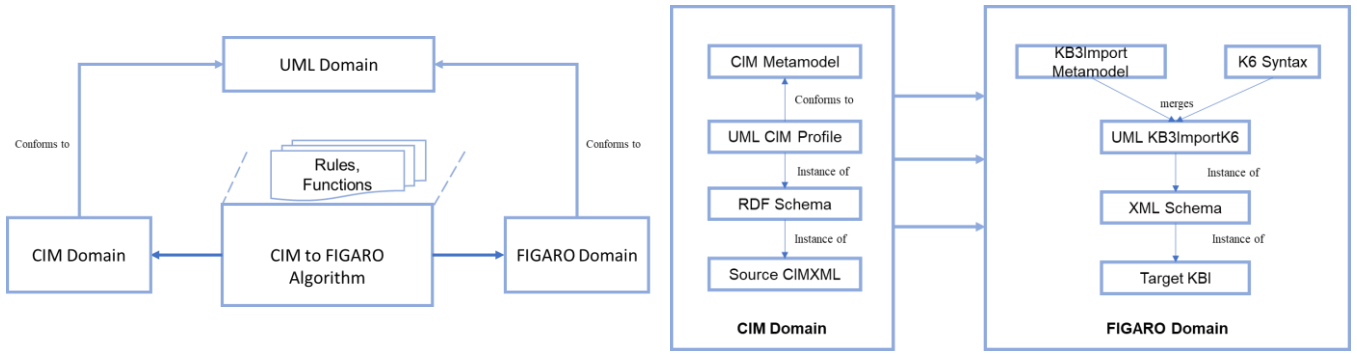 UML Domain
Conforms to
Conforms to
Rules,
Functions
CIM Domain
CIM to FIGARO
Algorithm
FIGARO Domain
CIM Metamodel
Conforms to
UML CIM Profile
Instance of
RDF Schema
Instance of
Source CIMXML
CIM Domain
KB3Import
Metamodel
K6 Syntax
merges
UML KB3ImportK6
Instance of
XML Schema
Instance of
Target KBI
FIGARO Domain